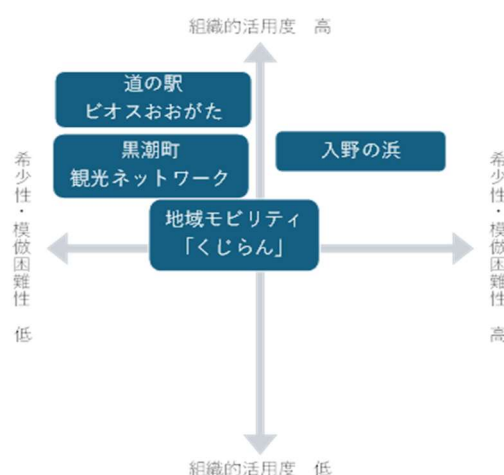 組織的活用度　高
道の駅
ビオスおおがた
黒潮町
観光ネットワーク
入野の浜
地域モビリティ
「くじらん」
希少性・模倣困難性　低
希少性・模倣困難性　高
組織的活用度　低